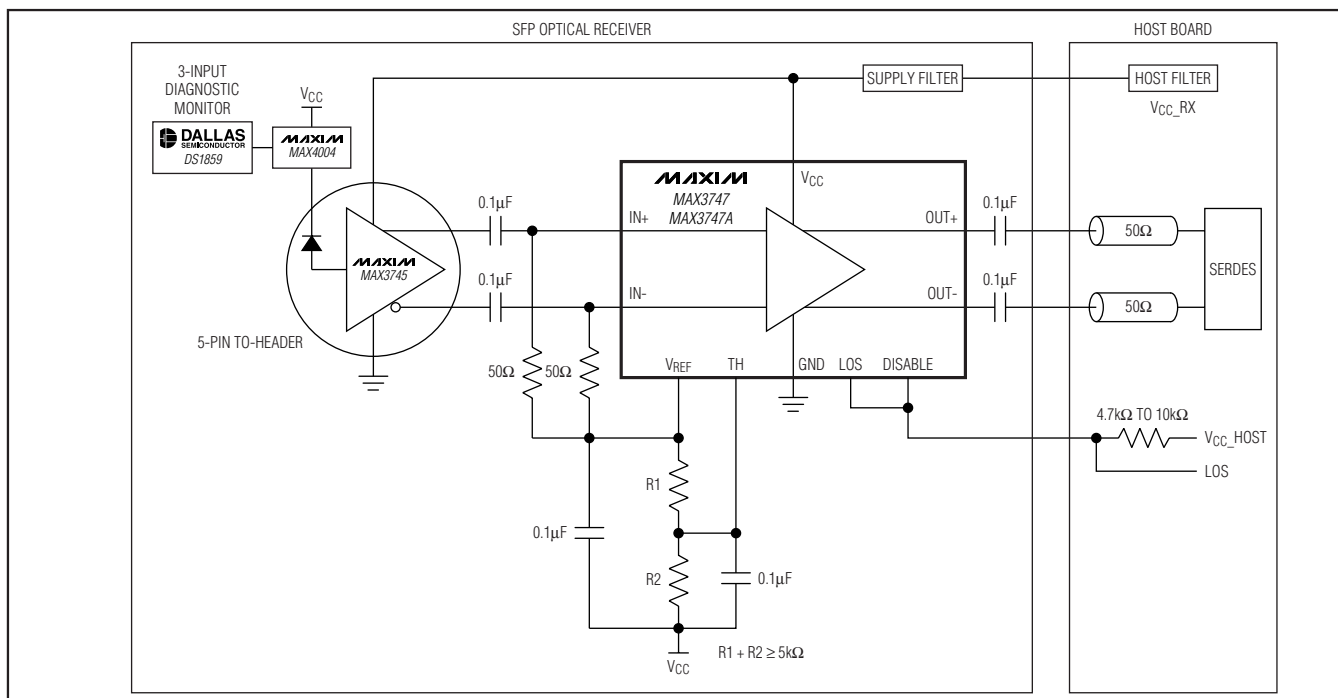 SFP OPTICAL RECEIVER
HOST BOARD
3-INPUT
DIAGNOSTIC
MONITOR
VCC
SUPPLY FILTER
HOST FILTER
VCC_RX
DALLAS
SEMICONDUCTOR
DS1859
MAXIM
MAX4004
MAXIM
MAX3745
5-PIN TO-HEADER
0.1µF
0.1µF
50Ω
50Ω
MAXIM
MAX3747
MAX3747A
VCC
IN+
IN-
OUT+
OUT-
VREF
TH
GND
LOS
DISABLE
0.1µF
0.1µF
50Ω
50Ω
SERDES
4.7kΩ TO 10kΩ
VCC_HOST
LOS
R1
0.1µF
R2
0.1µF
VCC
R1 + R2 ≥ 5kΩ